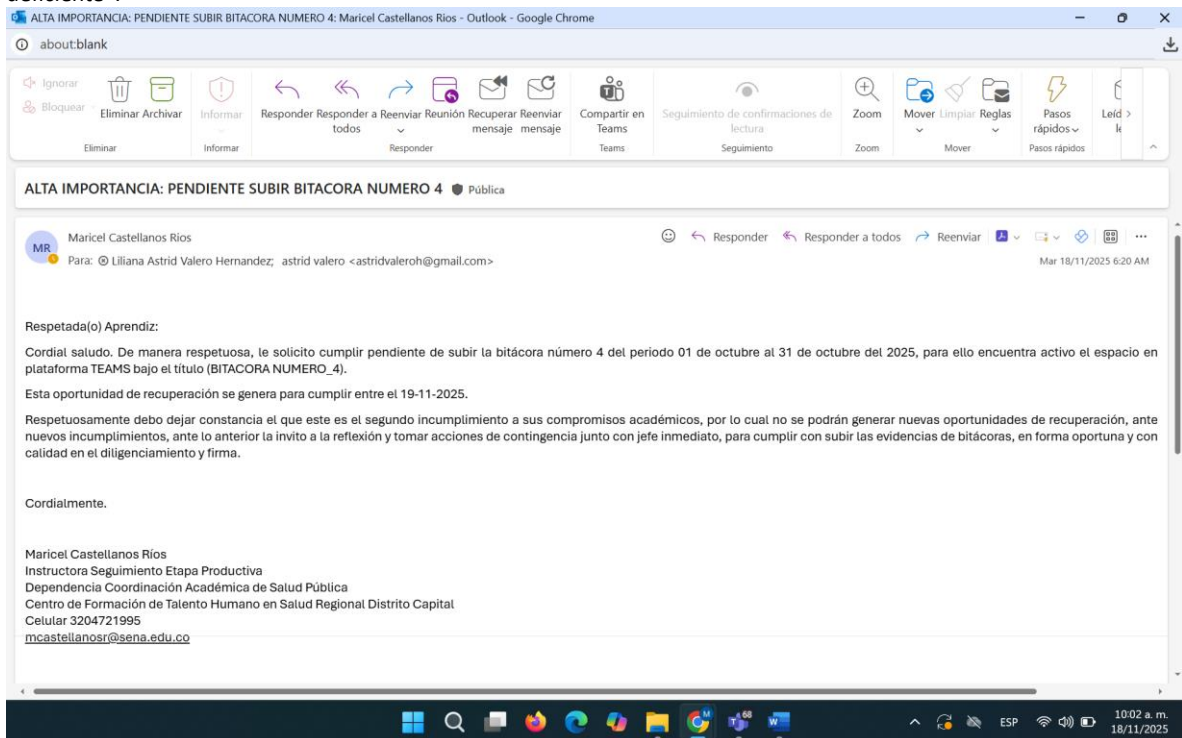 ALTA IMPORTANCIA: PENDIENTE SUBIR BITACORA NUMERO 4: Maricel Castellanos Rios - Outlook - Google Chrome
about:blank
Ignorar
Bloquear
Eliminar Archivar
Informar
Responder Responder a todos Reenviar Reunión Recuperar mensaje Reenviar mensaje
Compartir en Teams
Seguimiento de confirmaciones de lectura
Zoom
Mover Limpiar Reglas
Pasos rápidos
Eliminar Informar Responder Teams Seguimiento Zoom Mover Pasos rápidos
ALTA IMPORTANCIA: PENDIENTE SUBIR BITACORA NUMERO 4 Pública
MR
Maricel Castellanos Rios
Responder Responder a todos Reenviar
Para: Liliana Astrid Valero Hernandez; astrid valero <astridvaleroh@gmail.com>
Mar 18/11/2025 6:20 AM
Respetada(o) Aprendiz:
Cordial saludo. De manera respetuosa, le solicito cumplir pendiente de subir la bitácora número 4 del periodo 01 de octubre al 31 de octubre del 2025, para ello encuentra activo el espacio en
plataforma TEAMS bajo el título (BITACORA NUMERO_4).
Esta oportunidad de recuperación se genera para cumplir entre el 19-11-2025.
Respetuosamente debo dejar constancia el que este es el segundo incumplimiento a sus compromisos académicos, por lo cual no se podrán generar nuevas oportunidades de recuperación, ante
nuevos incumplimientos, ante lo anterior la invito a la reflexión y tomar acciones de contingencia junto con jefe inmediato, para cumplir con subir las evidencias de bitácoras, en forma oportuna y con
calidad en el diligenciamiento y firma.
Cordialmente.
Maricel Castellanos Ríos
Instructora Seguimiento Etapa Productiva
Dependencia Coordinación Académica de Salud Pública
Centro de Formación de Talento Humano en Salud Regional Distrito Capital
Celular 3204721995
mcastellanosr@sena.edu.co
68
ESP
10:02 a. m.
18/11/2025